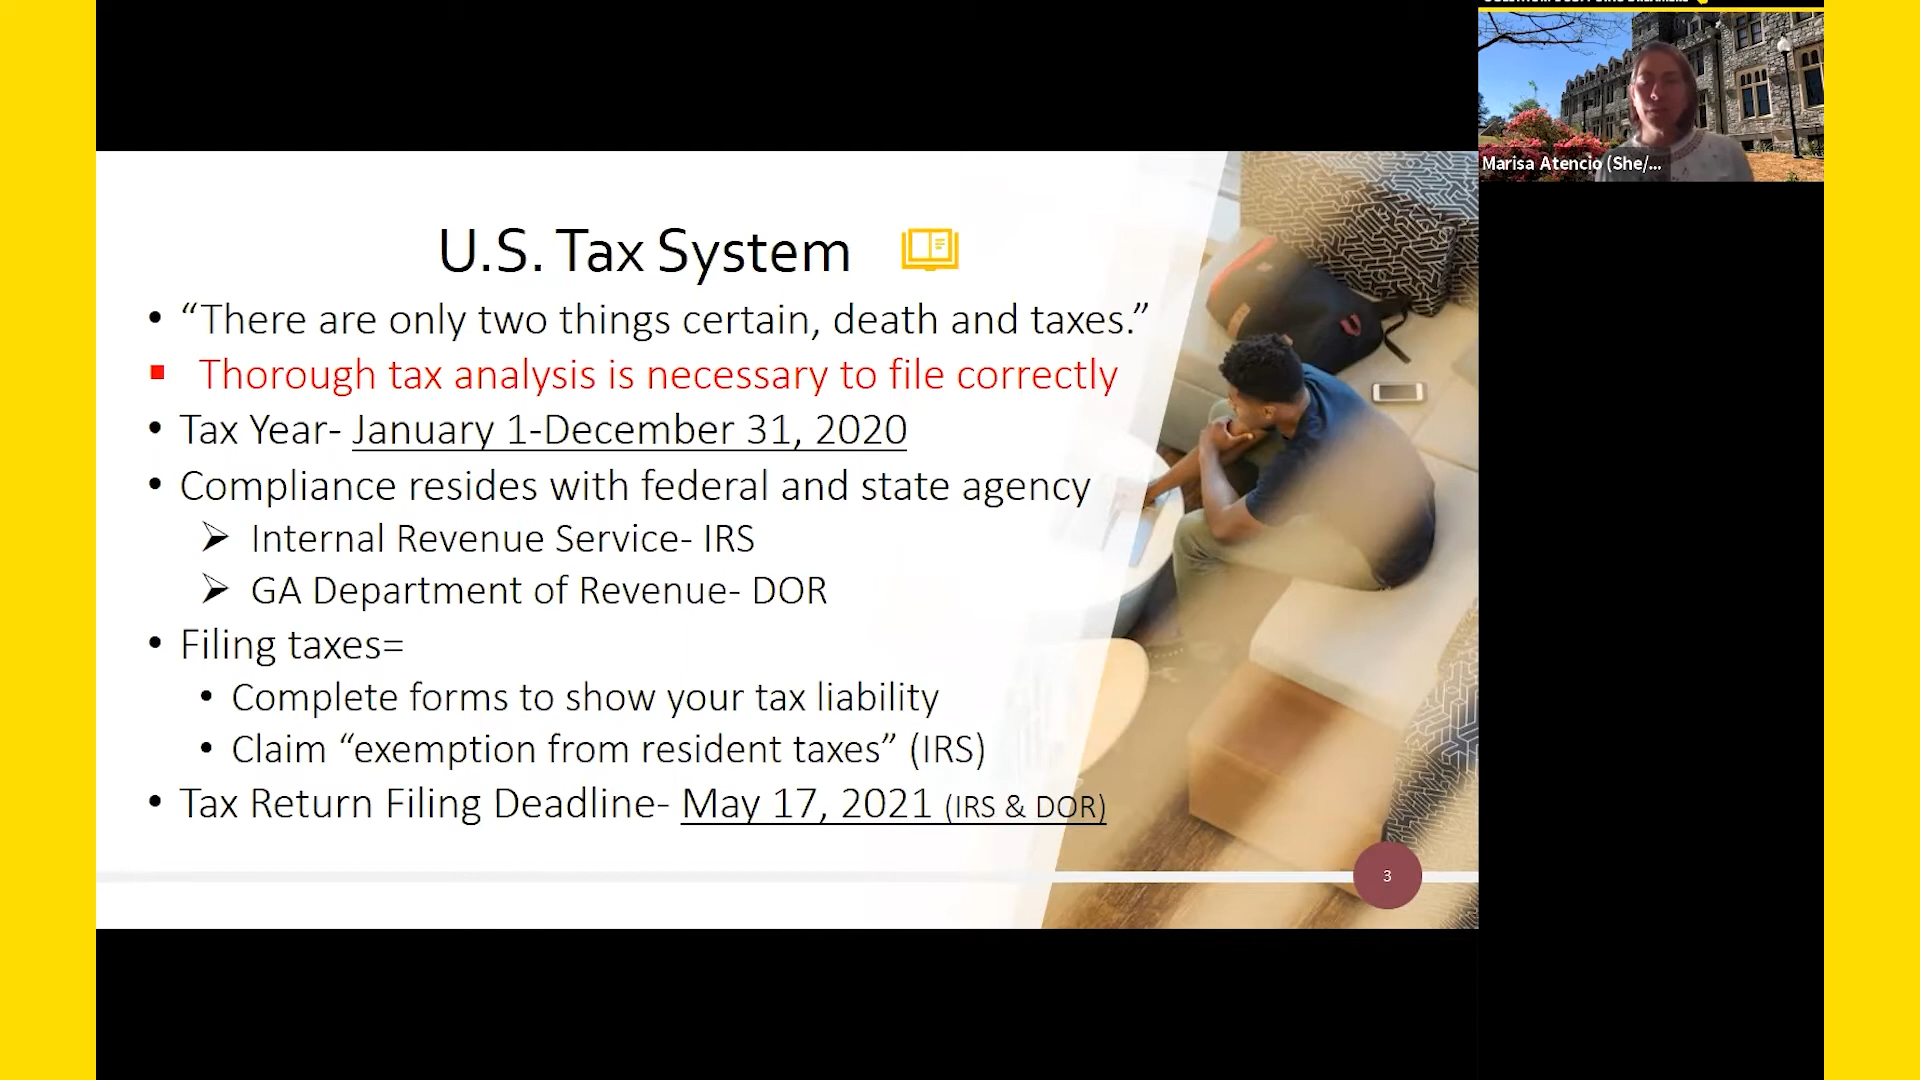 U.S. Tax System
• “There are only two things certain, death and taxes.”
▪ Thorough tax analysis is necessary to file correctly
• Tax Year- January 1-December 31, 2020
• Compliance resides with federal and state agency
➢ Internal Revenue Service- IRS
➢ GA Department of Revenue- DOR
• Filing taxes=
• Complete forms to show your tax liability
• Claim “exemption from resident taxes” (IRS)
• Tax Return Filing Deadline- May 17, 2021 (IRS & DOR)
3
Marisa Atencio (She/...